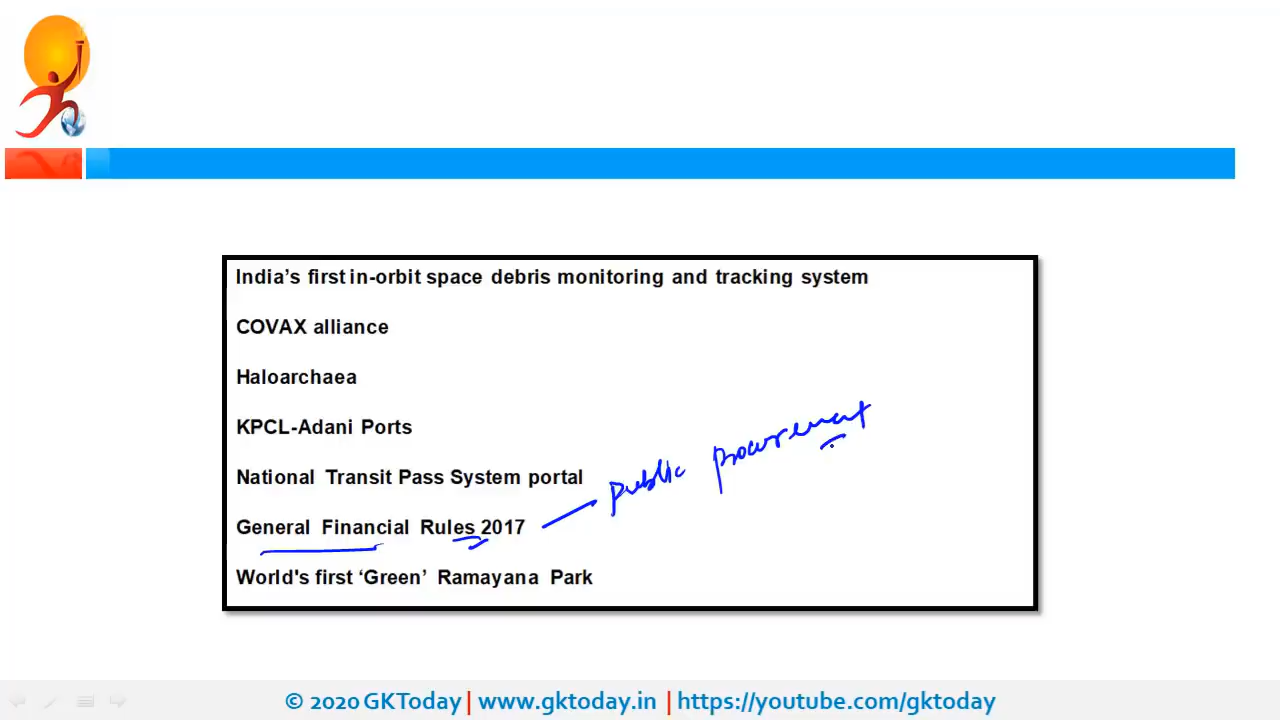 India’s first in-orbit space debris monitoring and tracking system
COVAX alliance
Haloarchaea
KPCL-Adani Ports
National Transit Pass System portal
public procurement
General Financial Rules 2017
World's first ‘Green’ Ramayana Park
© 2020 GKToday | www.gktoday.in | https://youtube.com/gktoday